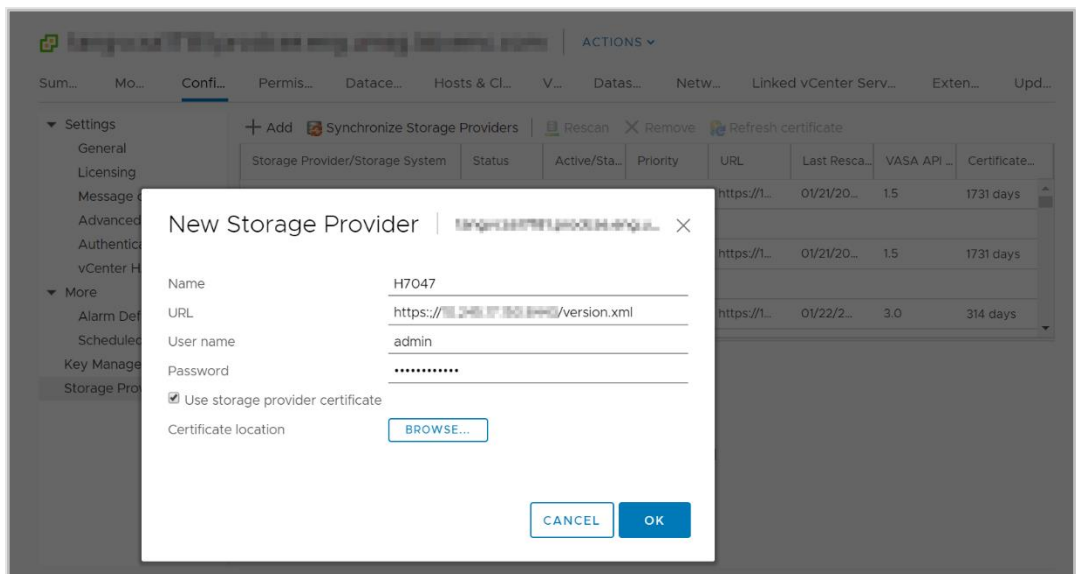 ACTIONS
Sum... Mo... Confi... Permis... Datace... Hosts & Cl... V... Datas... Netw... Linked vCenter Serv... Exten... Upd...
Settings
General
Licensing
Message
Advanced
Authentica
vCenter H
More
Alarm Def
Scheduled
Key Manage
Storage Prov
Add Synchronize Storage Providers Rescan Remove Refresh certificate
Storage Provider/Storage System Status Active/Sta... Priority URL Last Resca... VASA API ... Certificate...
https://1... 01/21/20... 1.5 1731 days
https://1... 01/21/20... 1.5 1731 days
https://1... 01/22/2... 3.0 314 days
New Storage Provider
Name H7047
URL https:// /version.xml
User name admin
Password ••••••••••••
Use storage provider certificate
Certificate location BROWSE...
CANCEL OK